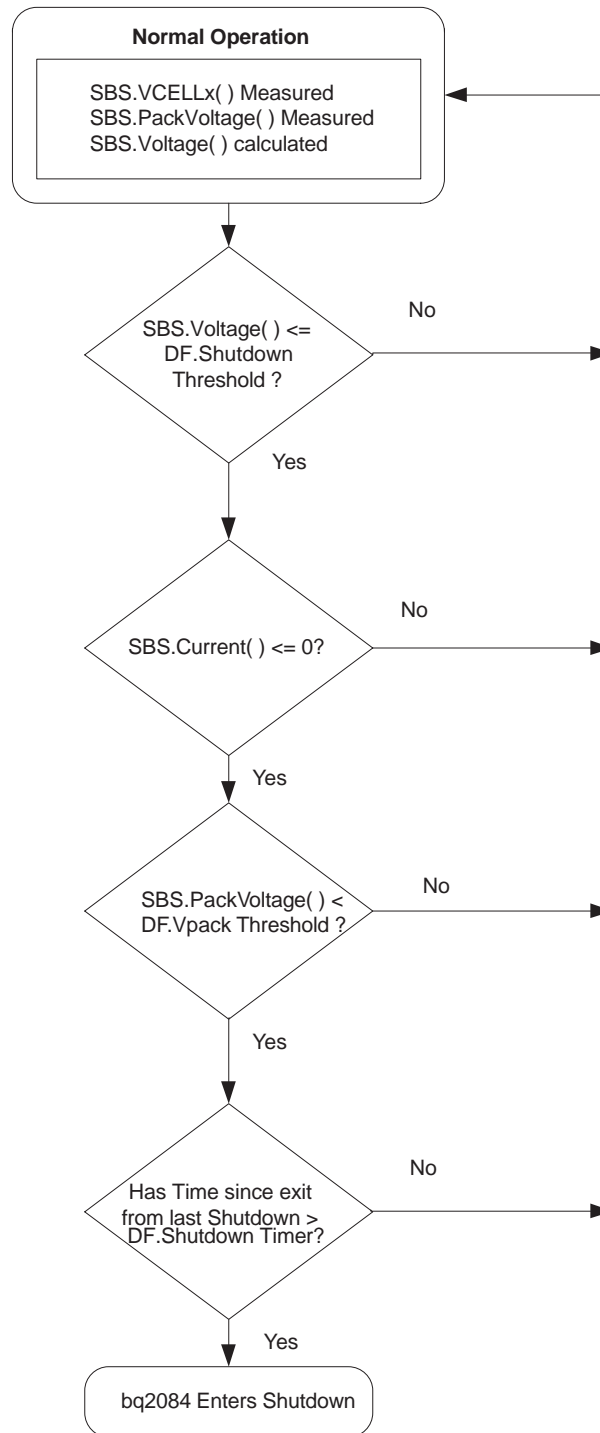 Normal Operation
SBS.VCELLx( ) Measured
SBS.PackVoltage( ) Measured
SBS.Voltage( ) calculated
SBS.Voltage( ) <=
DF.Shutdown
Threshold ?
No
Yes
SBS.Current( ) <= 0?
No
Yes
SBS.PackVoltage( ) <
DF.Vpack Threshold ?
No
Yes
Has Time since exit
from last Shutdown >
DF.Shutdown Timer?
No
Yes
bq2084 Enters Shutdown